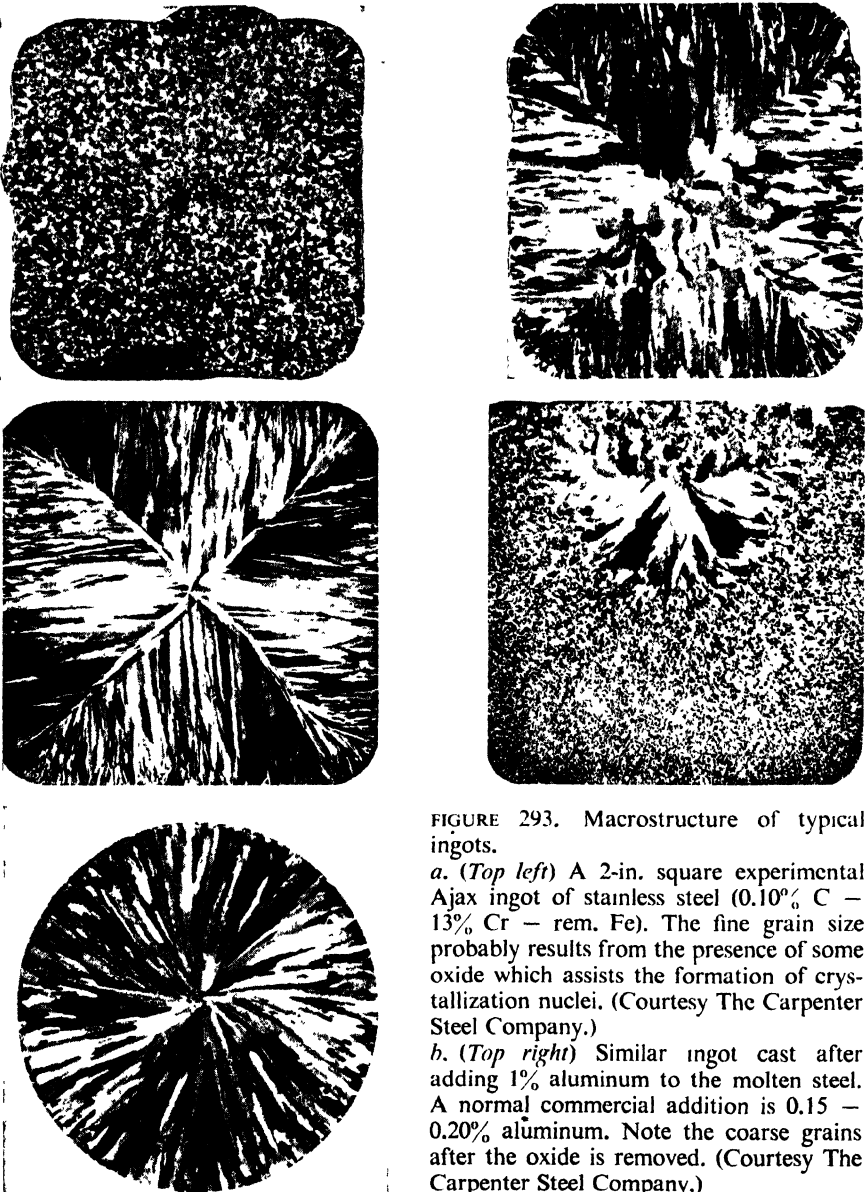 FIGURE 293. Macrostructure of typical
ingots.
a. (Top left) A 2-in. square experimental
Ajax ingot of stainless steel (0.10% C –
13% Cr – rem. Fe). The fine grain size
probably results from the presence of some
oxide which assists the formation of crys-
tallization nuclei. (Courtesy The Carpenter
Steel Company.)
b. (Top right) Similar ingot cast after
adding 1% aluminum to the molten steel.
A normal commercial addition is 0.15 –
0.20% aluminum. Note the coarse grains
after the oxide is removed. (Courtesy The
Carpenter Steel Company.)